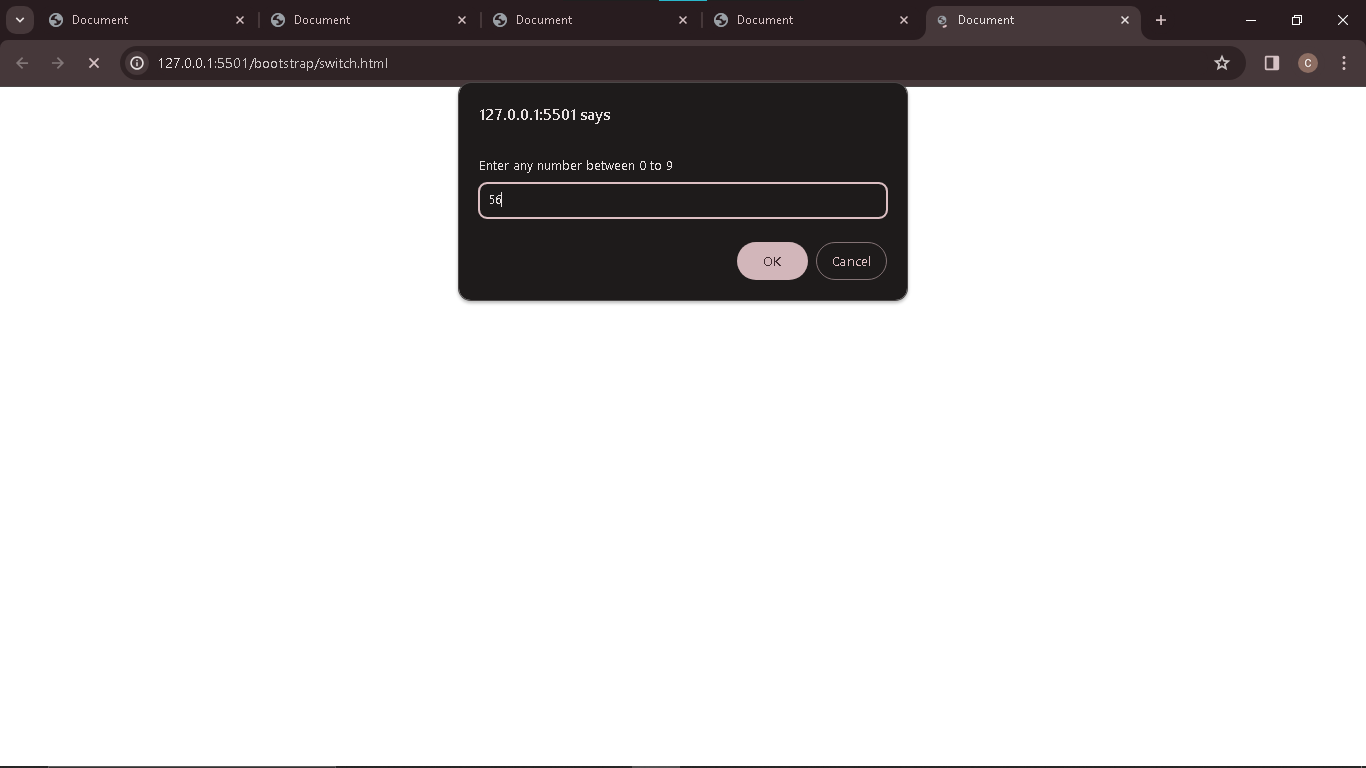 Document
Document
Document
Document
Document
127.0.0.1:5501/bootstrap/switch.html
C
127.0.0.1:5501 says
Enter any number between 0 to 9
56
OK
Cancel